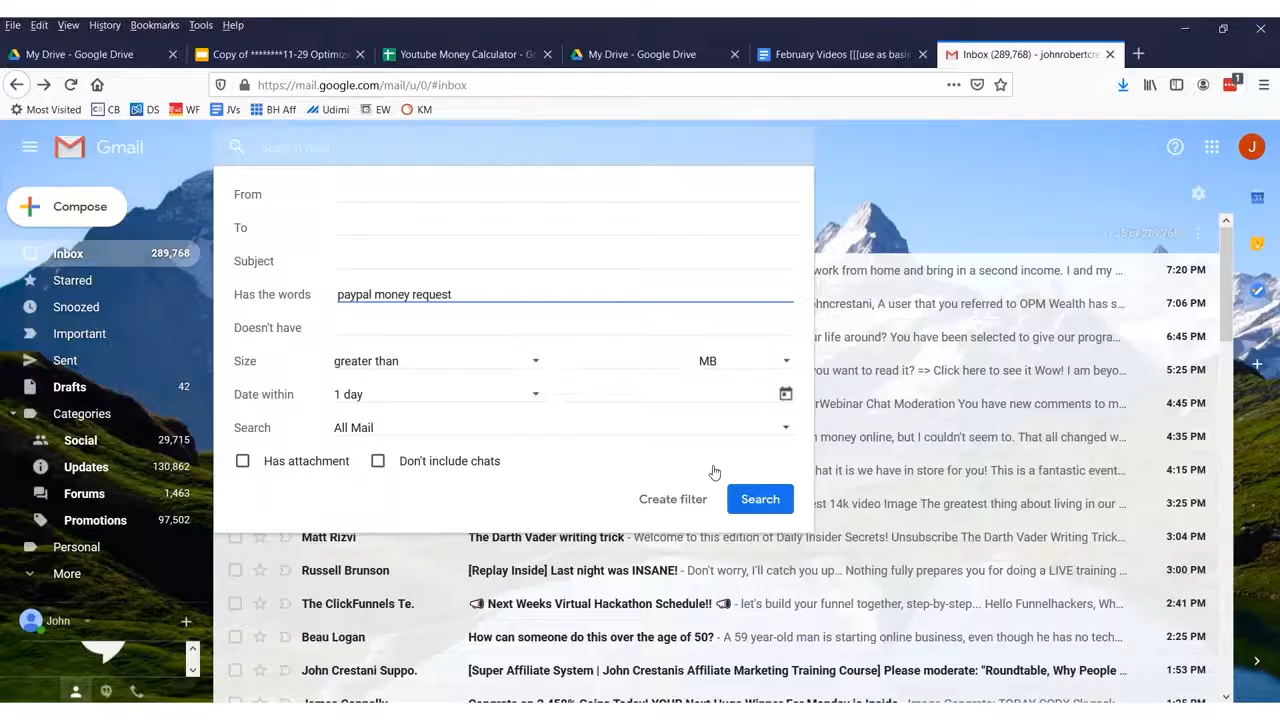 File Edit View History Bookmarks Tools Help
My Drive - Google Drive
Copy of *******11-29 Optimiz
Youtube Money Calculator - Go
My Drive - Google Drive
February Videos [[[use as basis
Inbox (289,768) - johnrobertcre
https://mail.google.com/mail/u/0/#inbox
1
Most Visited CB DS WF JVs BH Aff Udimi EW KM
Gmail
Search mail
J
Compose
From
To
Subject
Has the words paypal money request
Doesn't have
Size greater than MB
Date within 1 day
Search All Mail
Has attachment Don't include chats
Create filter Search
Inbox 289,768
Starred
Snoozed
Important
Sent
Drafts 42
Categories
Social 29,715
Updates 130,862
Forums 1,463
Promotions 97,502
Personal
More
John
work from home and bring in a second income. I and my ... 7:20 PM
hncrestani, A user that you referred to OPM Wealth has s... 7:06 PM
ur life around? You have been selected to give our progra... 6:45 PM
you want to read it? => Click here to see it Wow! I am beyo... 5:25 PM
rWebinar Chat Moderation You have new comments to m... 4:45 PM
n money online, but I couldn't seem to. That all changed w... 4:35 PM
hat it is we have in store for you! This is a fantastic event... 4:15 PM
est 14k video Image The greatest thing about living in our ... 3:25 PM
Matt Rizvi The Darth Vader writing trick - Welcome to this edition of Daily Insider Secrets! Unsubscribe The Darth Vader Writing Trick... 3:04 PM
Russell Brunson [Replay Inside] Last night was INSANE! - Don't worry, I'll catch you up... Nothing fully prepares you for doing a LIVE training ... 3:00 PM
The ClickFunnels Te. Next Weeks Virtual Hackathon Schedule!! - let's build your funnel together, step-by-step... Hello Funnelhackers, Wh... 2:41 PM
Beau Logan How can someone do this over the age of 50? - A 59 year-old man is starting online business, even though he has no tech... 2:25 PM
John Crestani Suppo. [Super Affiliate System | John Crestanis Affiliate Marketing Training Course] Please moderate: "Roundtable, Why People ... 1:53 PM